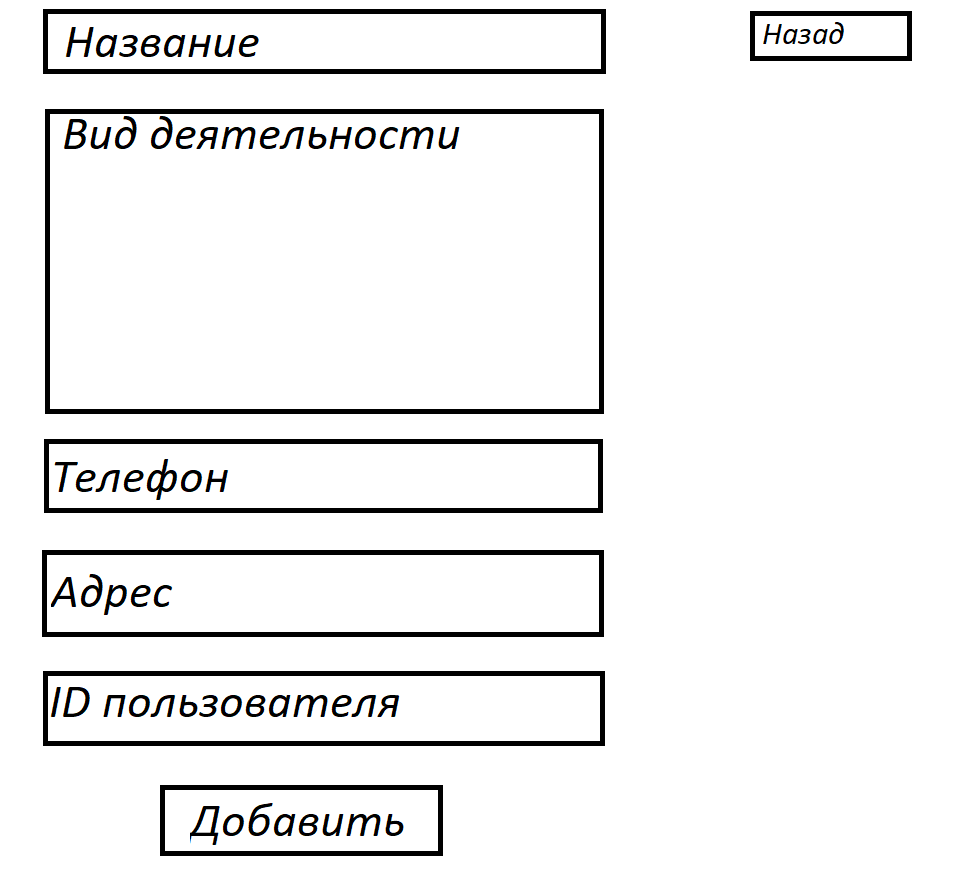 Название
Назад
Вид деятельности
Телефон
Адрес
ID пользователя
Добавить